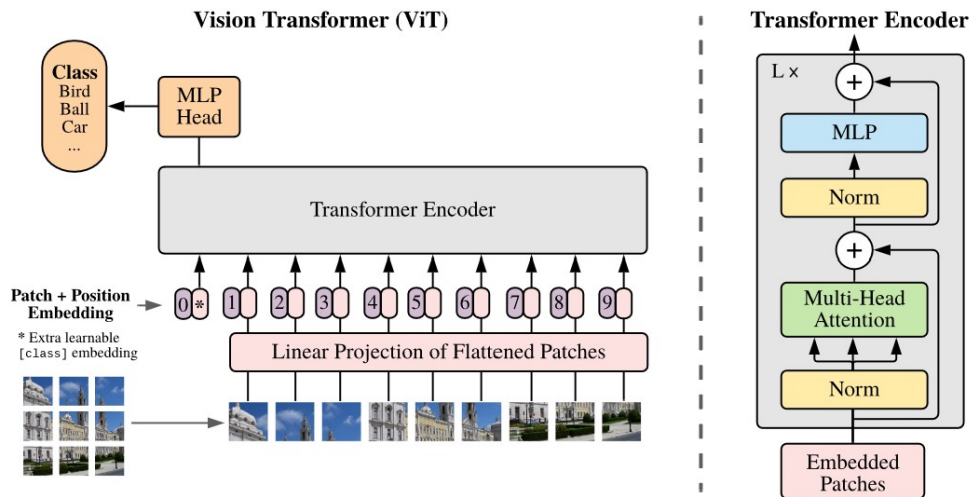 Vision Transformer (ViT)
Class
Bird
Ball
Car
...
MLP
Head
Transformer Encoder
Patch + Position
Embedding
* Extra learnable
[class] embedding
0 * 1 2 3 4 5 6 7 8 9
Linear Projection of Flattened Patches
Transformer Encoder
L x
+
MLP
Norm
+
Multi-Head
Attention
Norm
Embedded
Patches